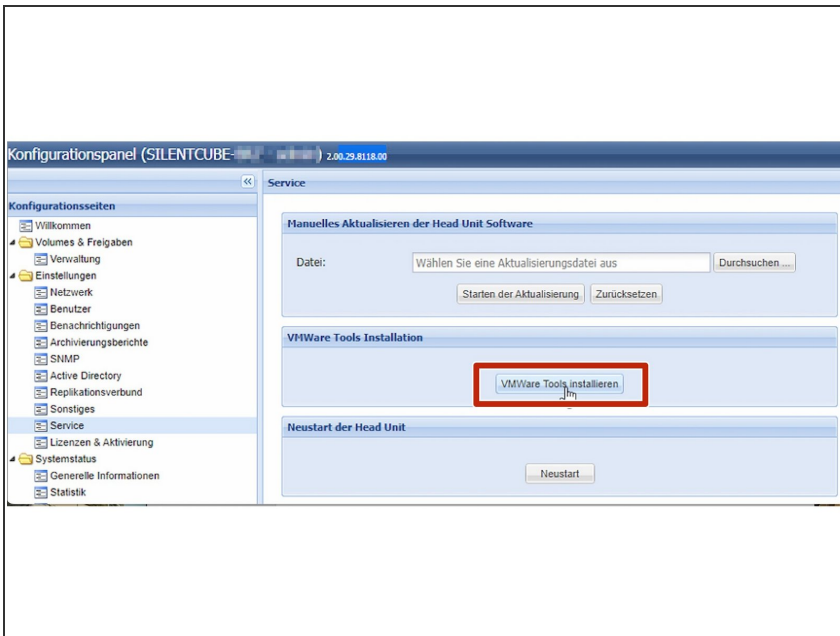 Konfigurationspanel (SILENTCUBE- ) 2.00.29.8118.00
Konfigurationsseiten
Willkommen
Volumes & Freigaben
Verwaltung
Einstellungen
Netzwerk
Benutzer
Benachrichtigungen
Archivierungsberichte
SNMP
Active Directory
Replikationsverbund
Sonstiges
Service
Lizenzen & Aktivierung
Systemstatus
Generelle Informationen
Statistik
Service
Manuelles Aktualisieren der Head Unit Software
Datei: Wählen Sie eine Aktualisierungsdatei aus Durchsuchen ...
Starten der Aktualisierung Zurücksetzen
VMWare Tools Installation
VMWare Tools installieren
Neustart der Head Unit
Neustart